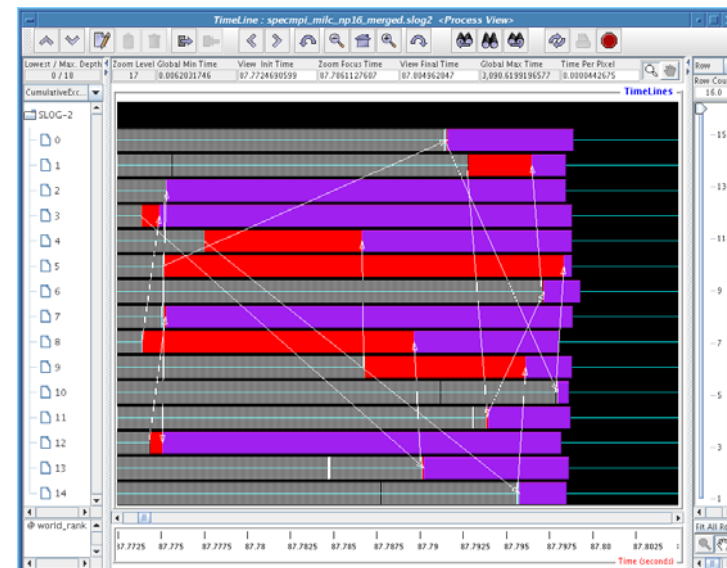 TimeLine : specmpi_milc_np16_merged.slog2 <Process View>
Lowest / Max. Depth
0 / 18
Zoom Level
17
Global Min Time
0.0062031746
View Init Time
87.7724690599
Zoom Focus Time
87.7861127607
View Final Time
87.804962047
Global Max Time
3,090.6199196577
Time Per Pixel
0.0000442675
Row
Row Cou
16.0
CumulativeExc...
TimeLines
SLOG-2
0
1
2
3
4
5
6
7
8
9
10
11
12
13
14
15
13
11
9
7
5
3
1
world_rank
Fit All Ro
87.7725 87.775 87.7775 87.78 87.7825 87.785 87.7875 87.79 87.7925 87.795 87.7975 87.80 87.8025
Time (seconds)